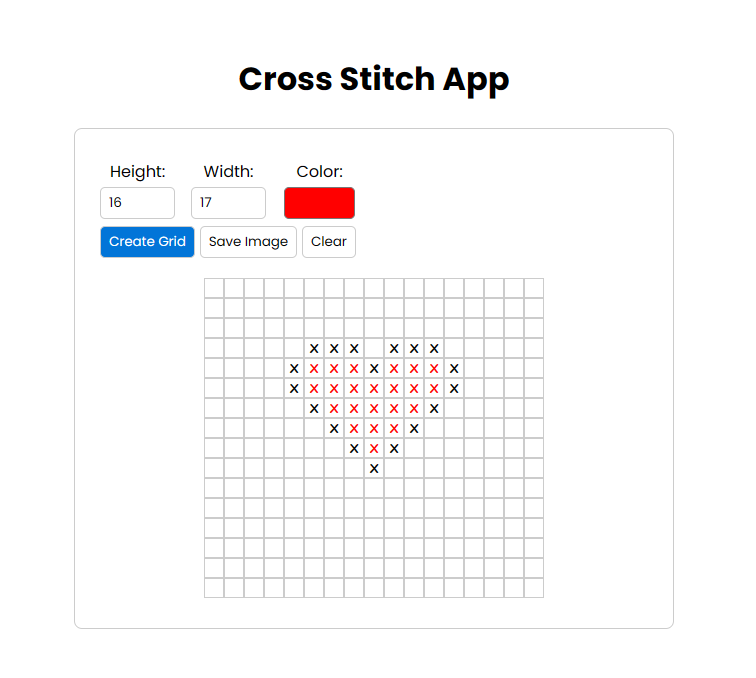 Cross Stitch App
Height: Width: Color:
16 17
Create Grid Save Image Clear
x x x x x x
x x x x x x x x x
x x x x x x x x x
x x x x x x x
x x x x x
x x x
x